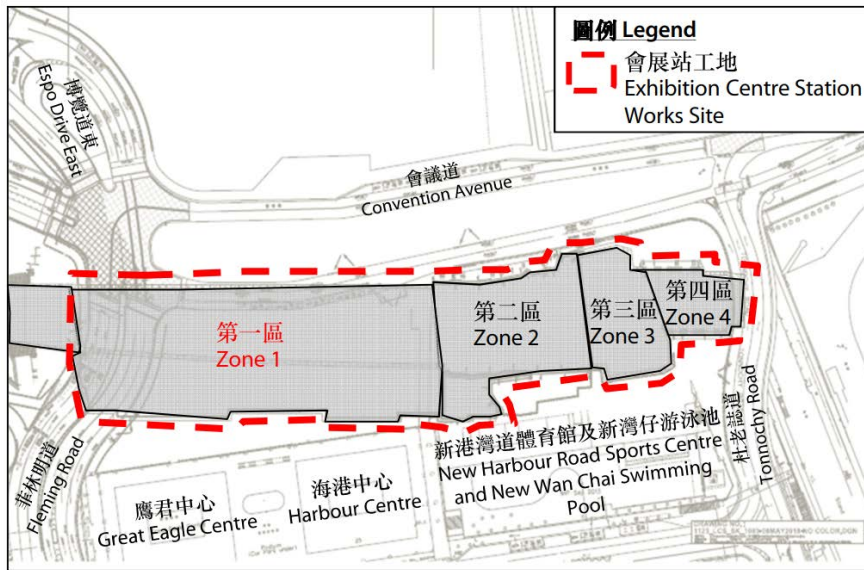 圖例 Legend
會展站工地
Exhibition Centre Station
Works Site
博覽道東
Espo Drive East
會議道
Convention Avenue
第一區
Zone 1
第二區
Zone 2
第三區
Zone 3
第四區
Zone 4
菲林明道
Fleming Road
鷹君中心
Great Eagle Centre
海港中心
Harbour Centre
新港灣道體育館及新灣仔游泳池
New Harbour Road Sports Centre
and New Wan Chai Swimming
Pool
杜老誌道
Tonnochy Road